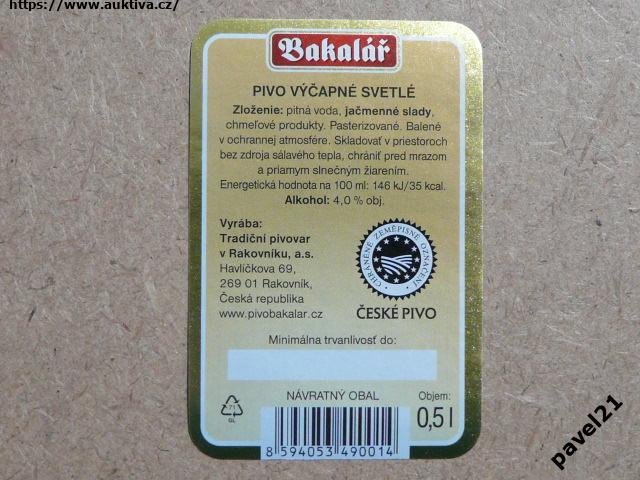 https://www.auktiva.cz/
Bakalář
PIVO VÝČAPNÉ SVETLÉ
Zloženie: pitná voda, jačmenné slady,
chmeľové produkty. Pasterizované. Balené
v ochrannej atmosfére. Skladovať v priestoroch
bez zdroja sálavého tepla, chrániť pred mrazom
a priamym slnečným žiarením.
Energetická hodnota na 100 ml: 146 kJ/35 kcal.
Alkohol: 4,0 % obj.
Vyrába:
Tradiční pivovar
v Rakovníku, a.s.
Havlíčkova 69,
269 01 Rakovník,
Česká republika
www.pivobakalar.cz
CHRÁNĚNÉ ZEMĚPISNÉ OZNAČENÍ
ČESKÉ PIVO
Minimálna trvanlivosť do:
NÁVRATNÝ OBAL
Objem:
0,5 l
71
GL
8 594053 490014
pavel21